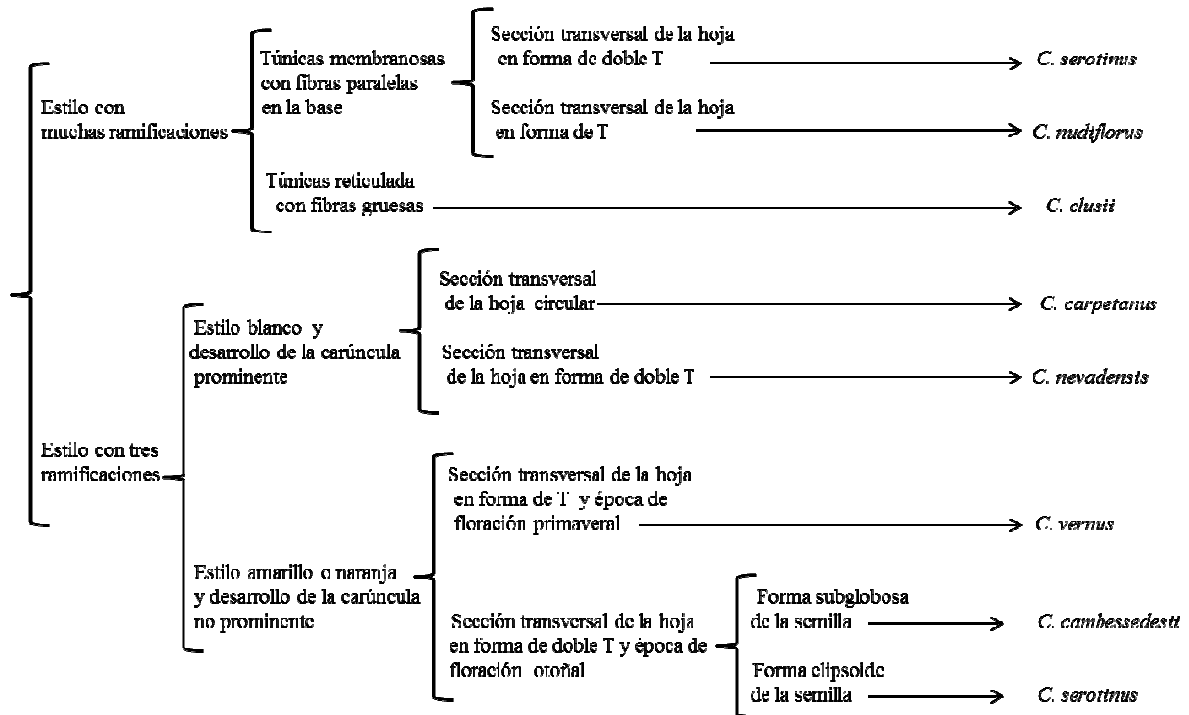 Sección transversal de la hoja
en forma de doble T
C. serotinus
Túnicas membranosas
con fibras paralelas
en la base
Estilo con
muchas ramificaciones
Sección transversal de la hoja
en forma de T
C. nudiflorus
Túnicas reticulada
con fibras gruesas
C. clusii
Sección transversal
de la hoja circular
C. carpetanus
Estilo blanco y
desarrollo de la carúncula
prominente
Sección transversal
de la hoja en forma de doble T
C. nevadensis
Estilo con tres
ramificaciones
Sección transversal de la hoja
en forma de T y época de
floración primaveral
C. vernus
Estilo amarillo o naranja
y desarrollo de la carúncula
no prominente
Sección transversal de la hoja
en forma de doble T y época de
floración otoñal
Forma subglobosa
de la semilla
C. cambessedesii
Forma elipsoide
de la semilla
C. serotinus